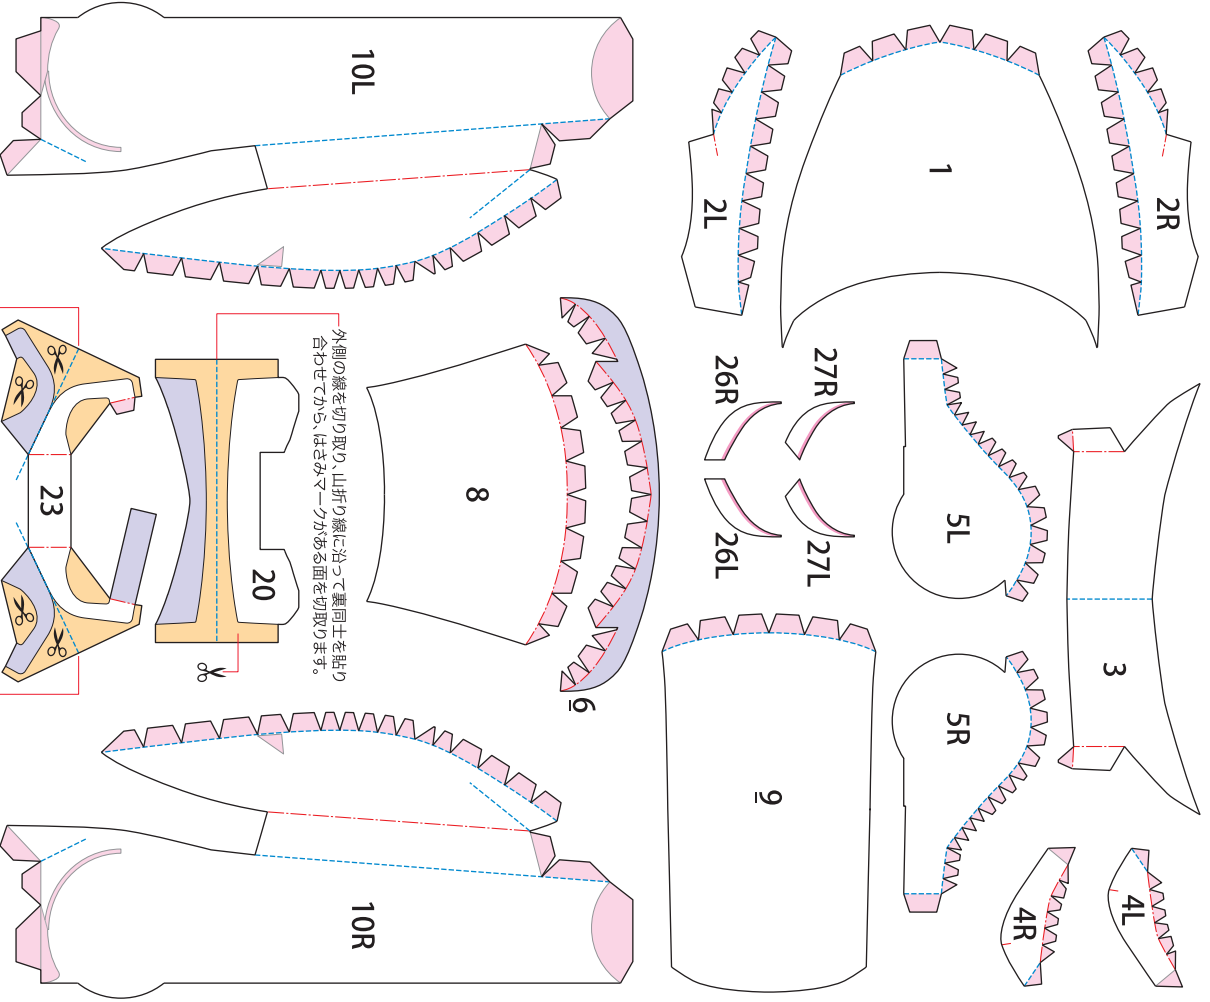 10L
1
2L
2R
外側の線を切り取り、山折り線に沿って裏同士を貼り
合わせてから、はさみマークがある面を切取ります。
26R
27R
8
23
20
26L
27L
5L
3
6
5R
9
10R
4R
4L